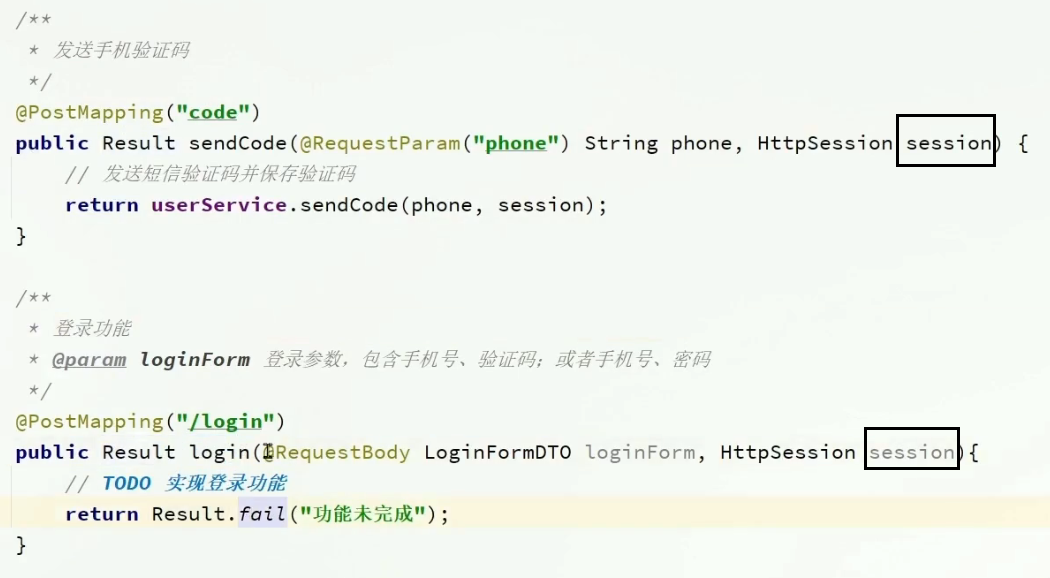 /**
 * 发送手机验证码
 */
@PostMapping("code")
public Result sendCode(@RequestParam("phone") String phone, HttpSession session) {
    // 发送短信验证码并保存验证码
    return userService.sendCode(phone, session);
}
/**
 * 登录功能
 * @param loginForm 登录参数，包含手机号、验证码；或者手机号、密码
 */
@PostMapping("/login")
public Result login(@RequestBody LoginFormDTO loginForm, HttpSession session){
    // TODO 实现登录功能
    return Result.fail("功能未完成");
}